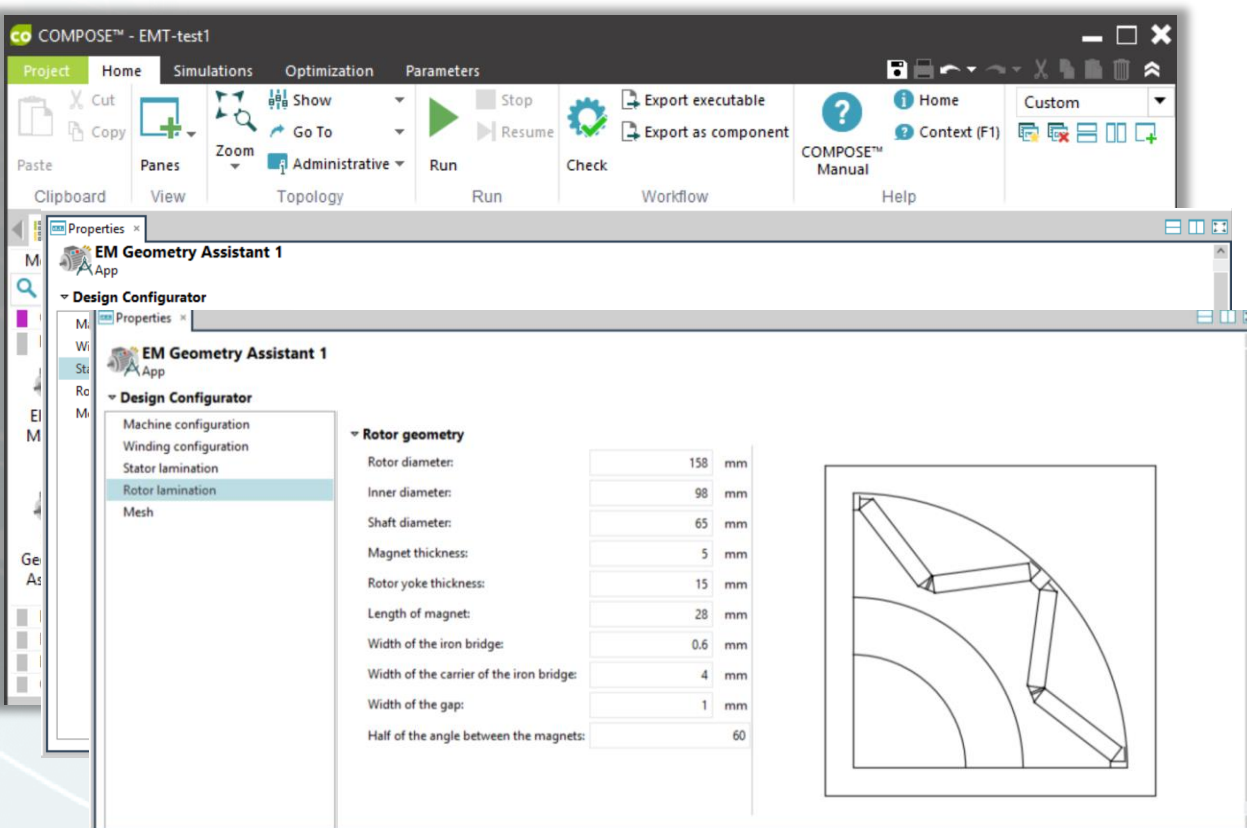 co COMPOSE™ - EMT-test1
Project Home Simulations Optimization Parameters
Paste
Cut
Copy
Clipboard
Panes
View
Zoom
Show
Go To
Administrative
Topology
Run
Stop
Resume
Run
Check
Export executable
Export as component
Workflow
COMPOSE™
Manual
Home
Context (F1)
Help
Custom
Properties
EM Geometry Assistant 1
App
Design Configurator
Properties
EM Geometry Assistant 1
App
Design Configurator
Machine configuration
Winding configuration
Stator lamination
Rotor lamination
Mesh
Rotor geometry
Rotor diameter: 158 mm
Inner diameter: 98 mm
Shaft diameter: 65 mm
Magnet thickness: 5 mm
Rotor yoke thickness: 15 mm
Length of magnet: 28 mm
Width of the iron bridge: 0.6 mm
Width of the carrier of the iron bridge: 4 mm
Width of the gap: 1 mm
Half of the angle between the magnets: 60